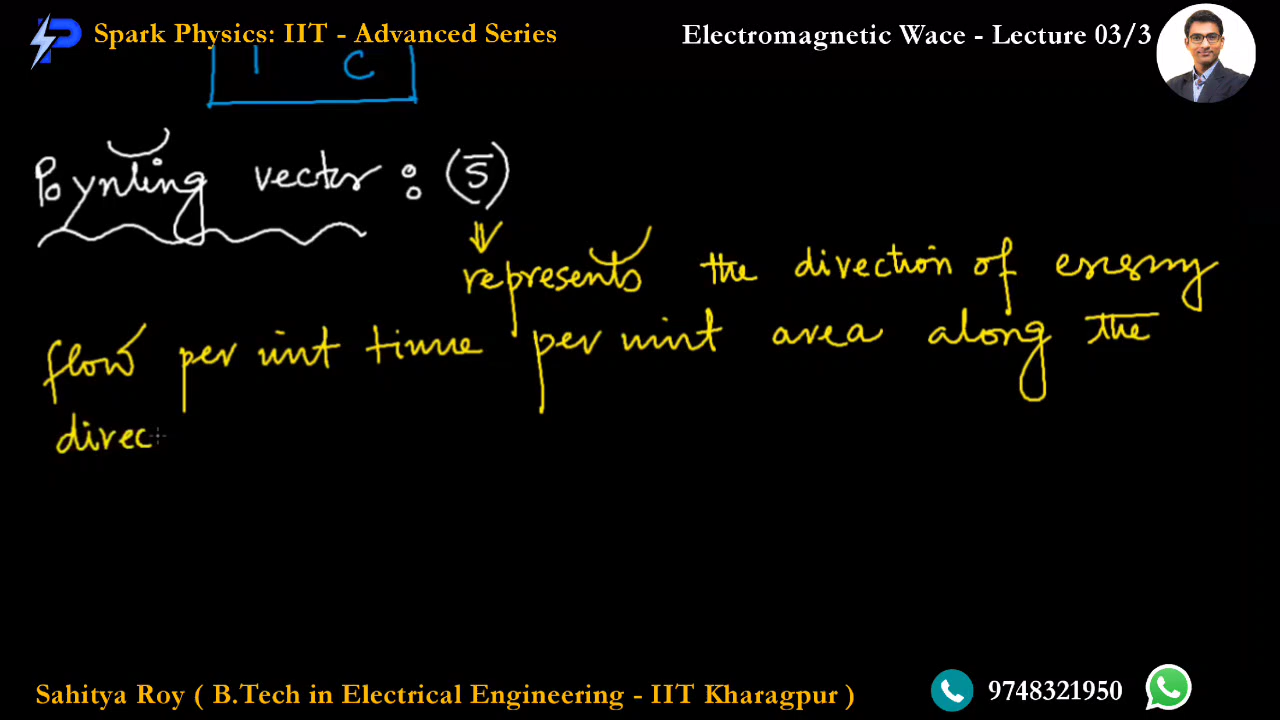 Spark Physics: IIT - Advanced Series
Electromagnetic Wace - Lecture 03/3
C
Poynting vector : (S̄)
represents the direction of energy
flow per unit time per unit area along the
direc
Sahitya Roy ( B.Tech in Electrical Engineering - IIT Kharagpur )
9748321950